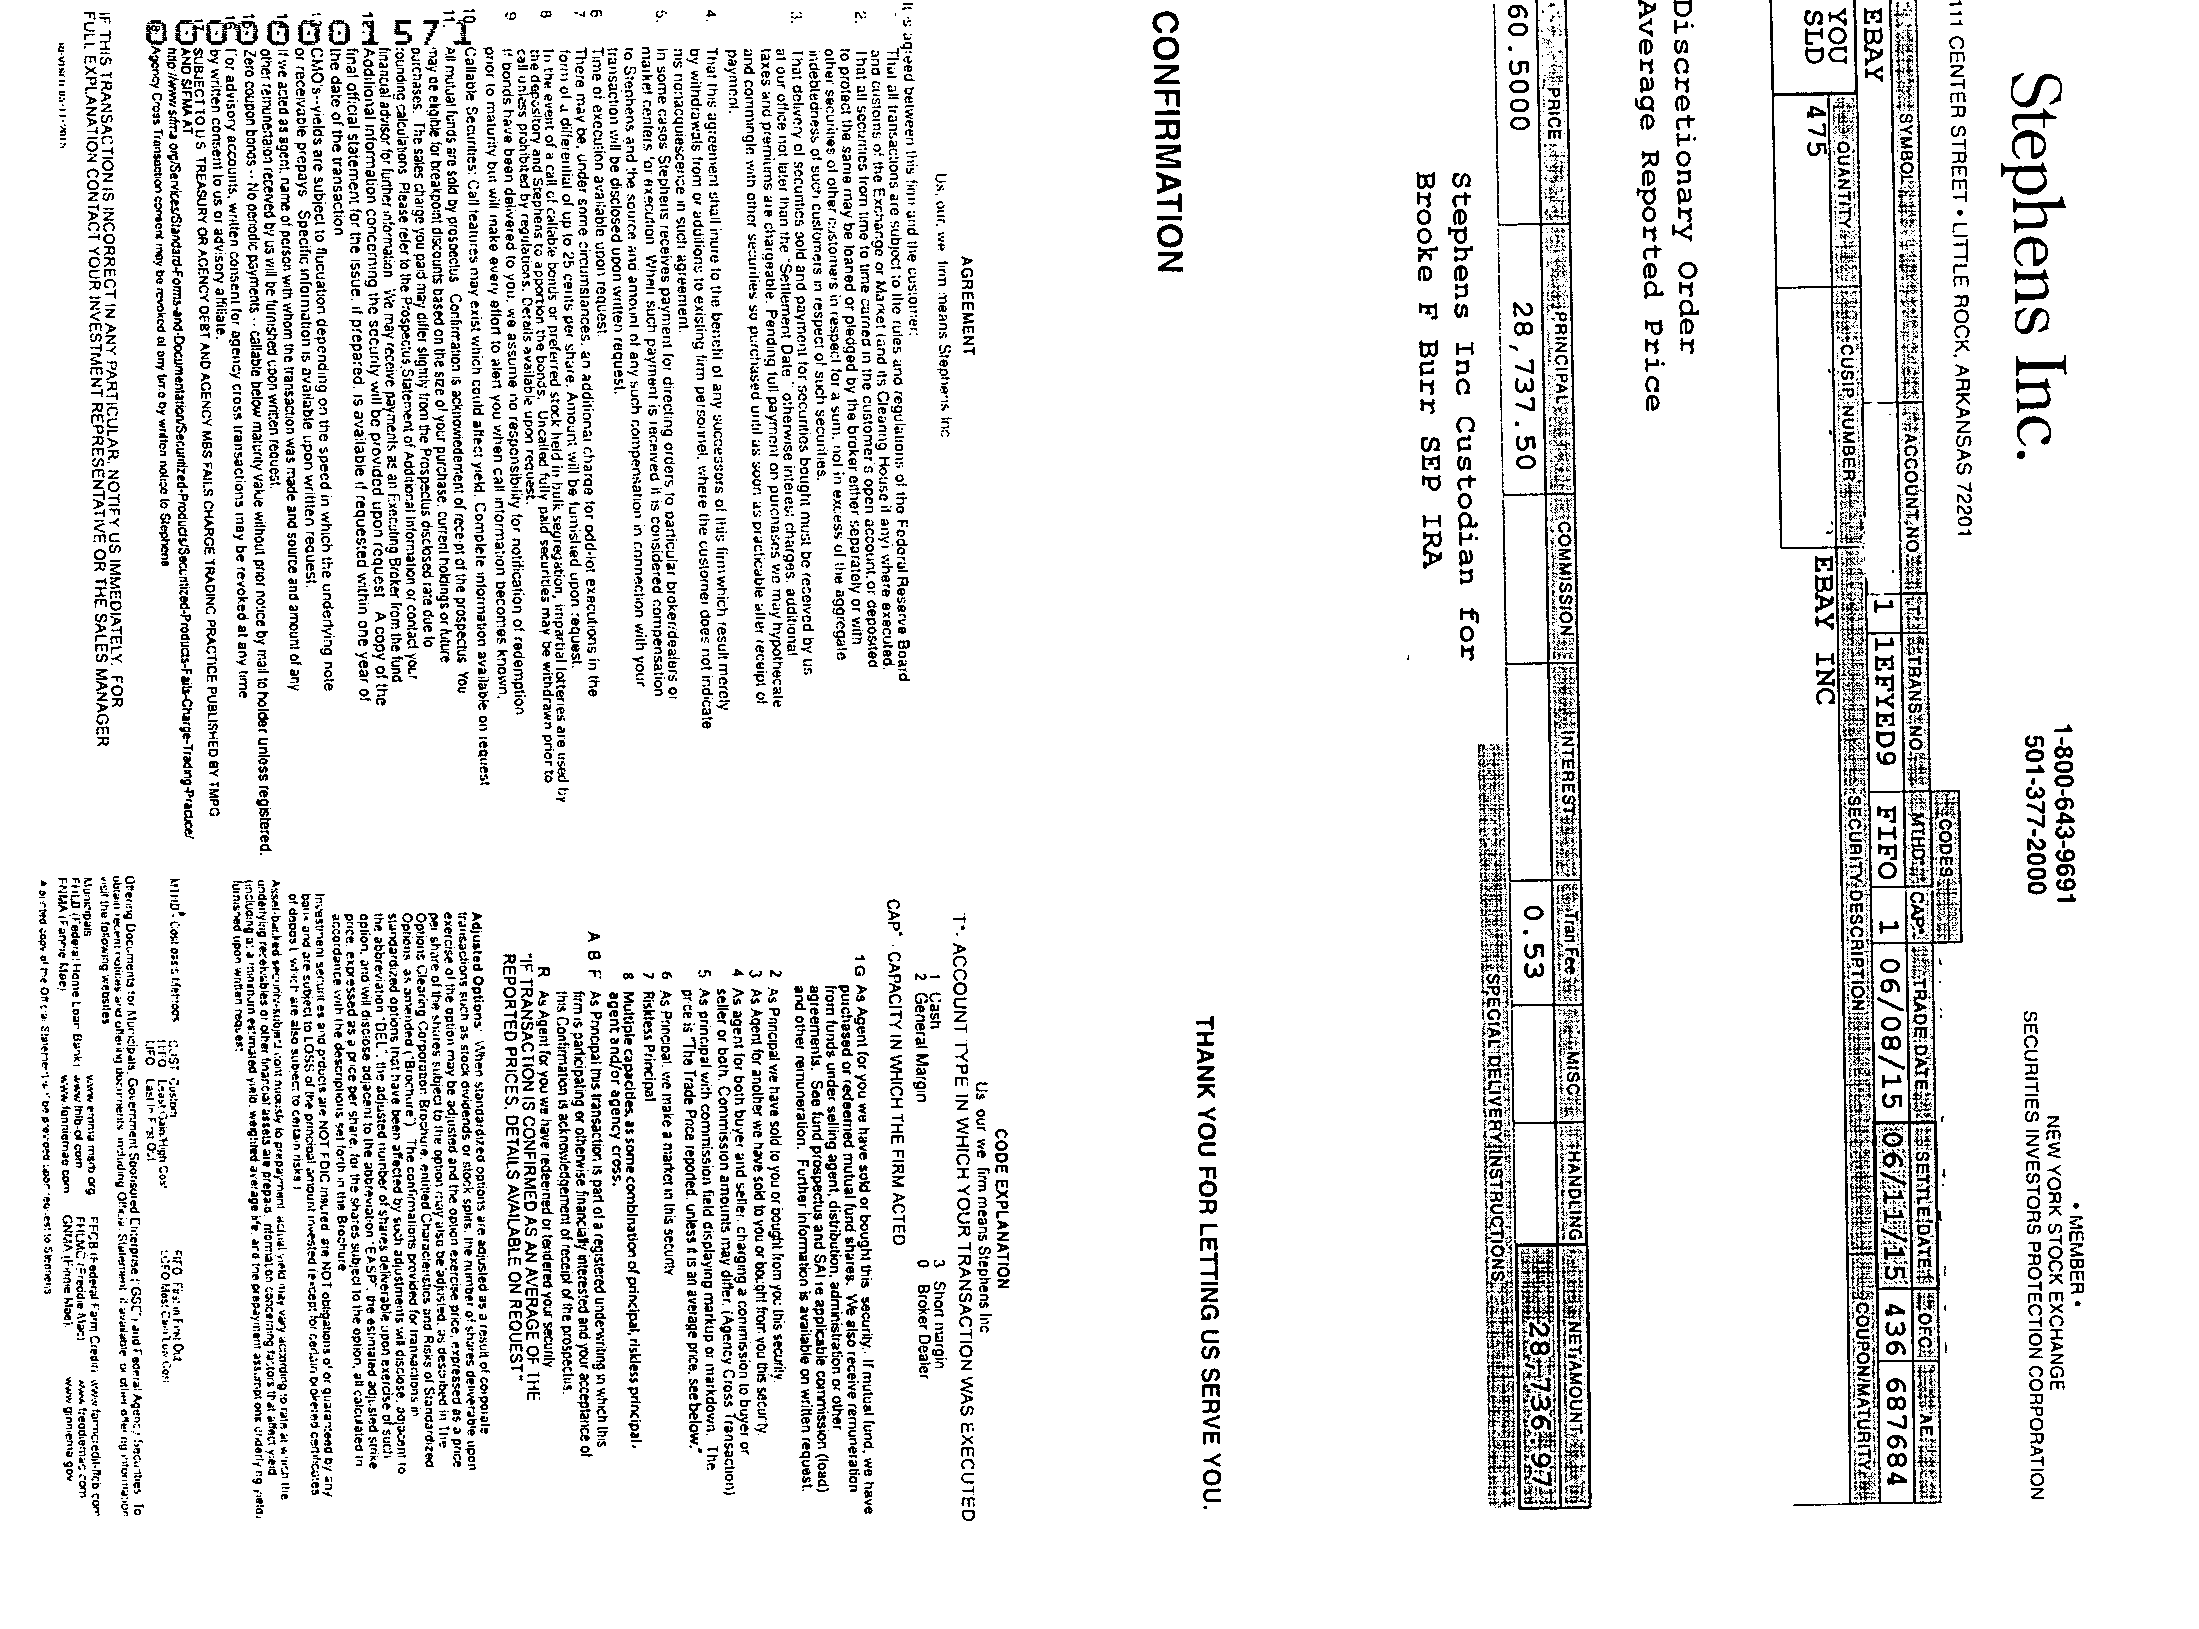 Stephens Inc.
111 CENTER STREET • LITTLE ROCK, ARKANSAS 72201
1-800-643-9691
501-377-2000
• MEMBER •
NEW YORK STOCK EXCHANGE
SECURITIES INVESTORS PROTECTION CORPORATION
CODES
SYMBOL ACCOUNT NO. T* TRANS NO. MTHD* CAP* TRADE DATE SETTLE DATE OFC. AE
EBAY 1 1EFYED9 FIFO 1 06/08/15 06/11/15 436 687684
QUANTITY CUSIP NUMBER SECURITY DESCRIPTION COUPON/MATURITY
YOU
SLD 475 EBAY INC
Discretionary Order
Average Reported Price
PRICE PRINCIPAL COMMISSION INTEREST Tran Fee MISC. HANDLING NET AMOUNT
60.5000 28,737.50 0.53 28,736.97
SPECIAL DELIVERY INSTRUCTIONS
Stephens Inc Custodian for
Brooke F Burr SEP IRA
THANK YOU FOR LETTING US SERVE YOU.
CONFIRMATION
AGREEMENT
Us, our, we firm means Stephens Inc
It is agreed between this firm and the customer:
1. That all transactions are subject to the rules and regulations of the Federal Reserve Board
and customs of the Exchange or Market (and its Clearing House if any) where executed.
2. That all securities from time to time carried in the customer's open account, or deposited
to protect the same may be loaned or pledged by the broker either separately or with
other securities of other customers in respect for a sum, not in excess of the aggregate
indebtedness of such customers in respect of such securities.
3. That delivery of securities sold and payment for securities bought must be received by us
at our office not later than the "Settlement Date", otherwise interest charges, additional
taxes and premiums are chargeable. Pending full payment on purchases we may hypothecate
and commingle with other securities so purchased until as soon as practicable after receipt of
payment.
4. That this agreement shall inure to the benefit of any successors of this firm which result merely
by withdrawals from or additions to existing firm personnel, where the customer does not indicate
his nonacquiescence in such agreement.
5. In some cases Stephens receives payment for directing orders to particular broker/dealers or
market centers for execution. When such payment is received it is considered compensation
to Stephens and the source and amount of any such compensation in connection with your
transaction will be disclosed upon written request.
6 Time of execution available upon request
7 There may be, under some circumstances, an additional charge for odd-lot executions in the
form of a differential of up to 25 cents per share. Amount will be furnished upon request.
8 In the event of a call of callable bonds or preferred stock held in bulk segregation, impartial lotteries are used by
the depository and Stephens to apportion the bonds. Uncalled fully paid securities may be withdrawn prior to
call unless prohibited by regulations. Details available upon request.
9 If bonds have been delivered to you, we assume no responsibility for notification of redemption
prior to maturity but will make every effort to alert you when call information becomes known.
10. Callable Securities: Call features may exist which could affect yield. Complete information available on request
11. All mutual funds are sold by prospectus Confirmation is acknowledgement of receipt of the prospectus You
may be eligible for breakpoint discounts based on the size of your purchase, current holdings or future
purchases. The sales charge you paid may differ slightly from the Prospectus disclosed rate due to
rounding calculations Please refer to the Prospectus, Statement of Additional Information or contact your
financial advisor for further information We may receive payments as an Executing Broker from the fund
Additional information concerning the security will be provided upon request A copy of the
final official statement for the issue, if prepared, is available if requested within one year of
the date of the transaction
CMO's--yields are subject to fluctuation depending on the speed in which the underlying note
or receivable prepays Specific information is available upon written request.
If we acted as agent, name of person with whom the transaction was made and source and amount of any
other remuneration received by us will be furnished upon written request.
Zero coupon bonds -- No periodic payments -- callable below maturity value without prior notice by mail to holder unless registered.
For advisory accounts, written consent for agency cross transactions may be revoked at any time
by written consent to us or advisory affiliate.
SUBJECT TO U S TREASURY OR AGENCY DEBT AND AGENCY MBS FAILS CHARGE TRADING PRACTICE PUBLISHED BY TMPG
AND SIFMA AT
http://www.sifma.org/Services/Standard-Forms-and-Documentation/Securitized-Products/Securitized-Products-Fails-Charge-Trading-Practice/
Agency Cross Transaction consent may be revoked at any time by written notice to Stephens
000000001571
IF THIS TRANSACTION IS INCORRECT IN ANY PARTICULAR, NOTIFY US IMMEDIATELY. FOR
FULL EXPLANATION CONTACT YOUR INVESTMENT REPRESENTATIVE OR THE SALES MANAGER
CODE EXPLANATION
Us our we firm means Stephens Inc
T*- ACCOUNT TYPE IN WHICH YOUR TRANSACTION WAS EXECUTED
1 Cash 3 Short margin
2 General Margin 0 Broker Dealer
CAP* - CAPACITY IN WHICH THE FIRM ACTED
1 G As Agent for you we have sold or bought this security. If mutual fund, we have
purchased or redeemed mutual fund shares. We also receive remuneration
from funds under selling agent, distribution, administration or other
agreements. See fund prospectus and SAI re applicable commission (load)
and other remuneration. Further information is available on written request.
2 As Principal we have sold to you or bought from you this security
3 As Agent for another we have sold to you or bought from you this security
4 As agent for both buyer and seller, charging a commission to buyer or
seller or both. Commission amounts may differ. (Agency Cross Transaction)
5 As principal with commission field displaying markup or markdown. The
price is "The Trade Price reported, unless it is an average price, see below."
6 As Principal, we make a market in this security
7 Riskless Principal
8 Multiple capacities, as some combination of principal, riskless principal,
agent and/or agency cross.
A B F As Principal this transaction is part of a registered underwriting in which this
firm is participating or otherwise financially interested and your acceptance of
this Confirmation is acknowledgement of receipt of the prospectus.
R As Agent for you we have redeemed or tendered your security
"IF TRANSACTION IS CONFIRMED AS AN AVERAGE OF THE
REPORTED PRICES, DETAILS AVAILABLE ON REQUEST"
Adjusted Options: When standardized options are adjusted as a result of corporate
transactions such as stock dividends or stock splits, the number of shares deliverable upon
exercise of the option may be adjusted and the option exercise price, expressed as a price
per share of the shares subject to the option may also be adjusted, as described in The
Options Clearing Corporation Brochure, entitled Characteristics and Risks of Standardized
Options, as amended ("Brochure"). The confirmations provided for transactions in
standardized options that have been affected by such adjustments will disclose, adjacent to
the abbreviation "DEL", the adjusted number of shares deliverable upon exercise of such
option, and will disclose adjacent to the abbreviation "EASP", the estimated adjusted strike
price, expressed as a price per share, for the shares subject to the option, all calculated in
accordance with the descriptions set forth in the Brochure
Investment securities and products are NOT FDIC insured, are NOT obligations of or guaranteed by any
bank and are subject to LOSS of the principal amount invested (except for certain brokered certificates
of deposit, which are also subject to certain risks)
Asset-backed security-subject continuously to prepayment actual yield may vary according to rate at which the
underlying receivables or other financial assets are prepaid. Information concerning factors that affect yield
(including at a minimum estimated yield, weighted average life, and the prepayment assumptions underlying yield)
furnished upon written request
MTHD* Cost basis Methods CUST Custom FIFO First in First Out
LIFO Last in First Out
Offering Documents for Municipals, Government Sponsored Enterprise (GSE) and Federal Agency Securities To
obtain recent notices and offering documents including Official Statement if available or other offering information
visit the following websites
Municipals www.emma.msrb.org FFCB (Federal Farm Credit) www.farmcredit-ffcb.com
FHLB (Federal Home Loan Bank) www.fhlb-of.com FHLMC (Freddie Mac) www.freddiemac.com
FNMA (Fannie Mae) www.fanniemae.com GNMA (Ginnie Mae) www.ginniemae.gov
A printed copy of the Official Statement will be provided upon request to Stephens